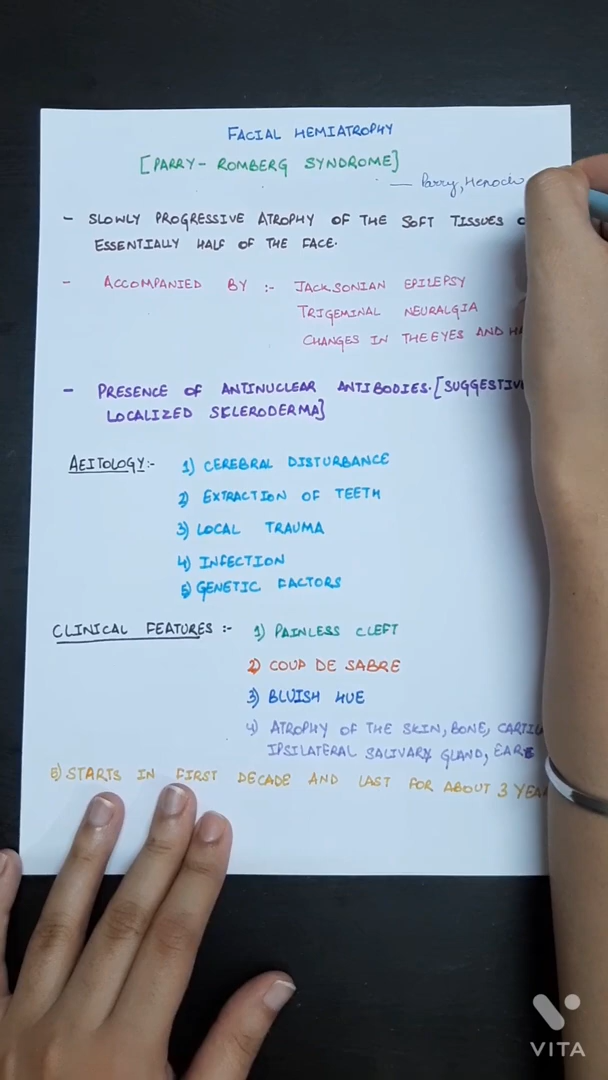 FACIAL HEMIATROPHY
[PARRY- ROMBERG SYNDROME]
— Parry, Henoch
- SLOWLY PROGRESSIVE ATROPHY OF THE SOFT TISSUES O
ESSENTIALLY HALF OF THE FACE.
- ACCOMPANIED BY :- JACKSONIAN EPILEPSY
TRIGEMINAL NEURALGIA
CHANGES IN THE EYES AND HA
- PRESENCE OF ANTINUCLEAR ANTIBODIES. [SUGGESTIVE
LOCALIZED SCLERODERMA]
AEITOLOGY:- 1) CEREBRAL DISTURBANCE
2) EXTRACTION OF TEETH
3) LOCAL TRAUMA
4) INFECTION
5) GENETIC FACTORS
CLINICAL FEATURES :- 1) PAINLESS CLEFT
2) COUP DE SABRE
3) BLUISH HUE
4) ATROPHY OF THE SKIN, BONE, CARTIL
IPSILATERAL SALIVARY GLAND, EARS
5) STARTS IN FIRST DECADE AND LAST FOR ABOUT 3 YEA
VITA